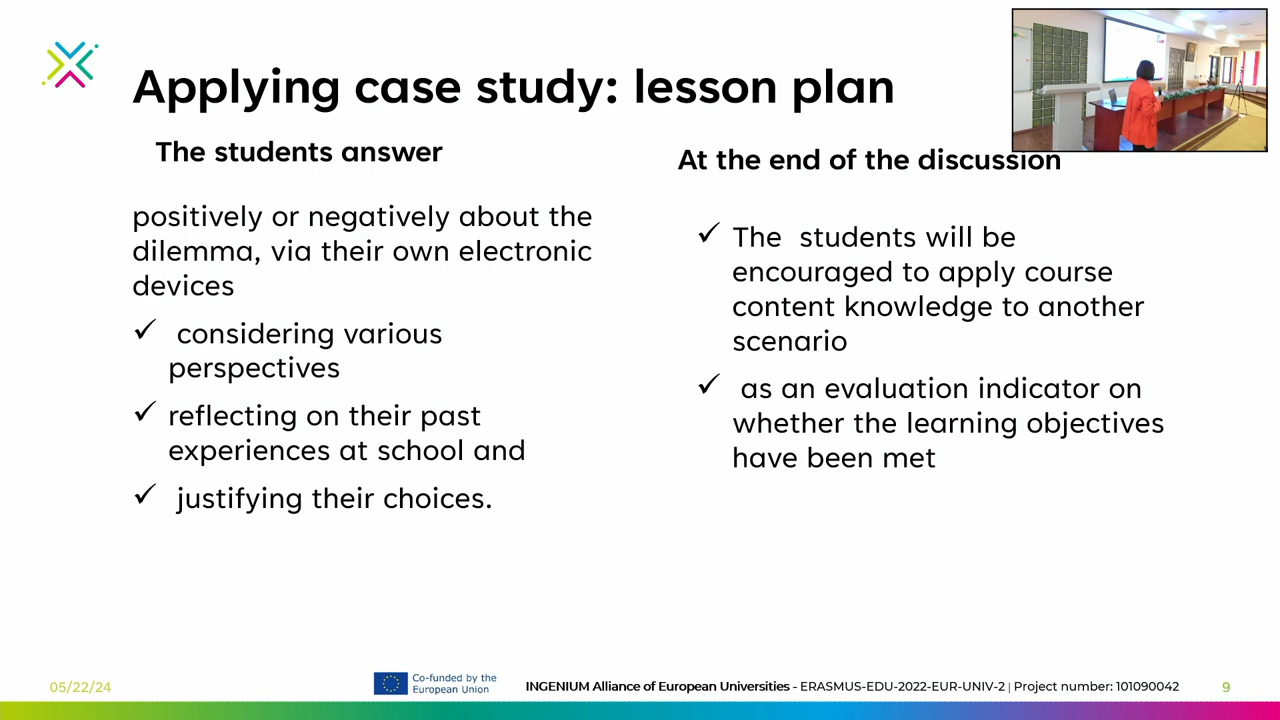 Applying case study: lesson plan
The students answer
positively or negatively about the
dilemma, via their own electronic
devices
✓ considering various
perspectives
✓ reflecting on their past
experiences at school and
✓ justifying their choices.
At the end of the discussion
✓ The students will be
encouraged to apply course
content knowledge to another
scenario
✓ as an evaluation indicator on
whether the learning objectives
have been met
05/22/24
Co-funded by the
European Union
INGENIUM Alliance of European Universities - ERASMUS-EDU-2022-EUR-UNIV-2 | Project number: 101090042
9